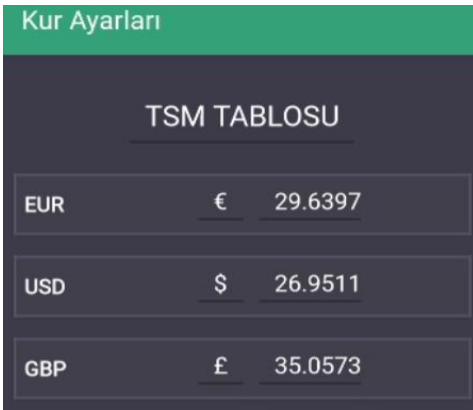 Kur Ayarları
TSM TABLOSU
EUR € 29.6397
USD $ 26.9511
GBP £ 35.0573